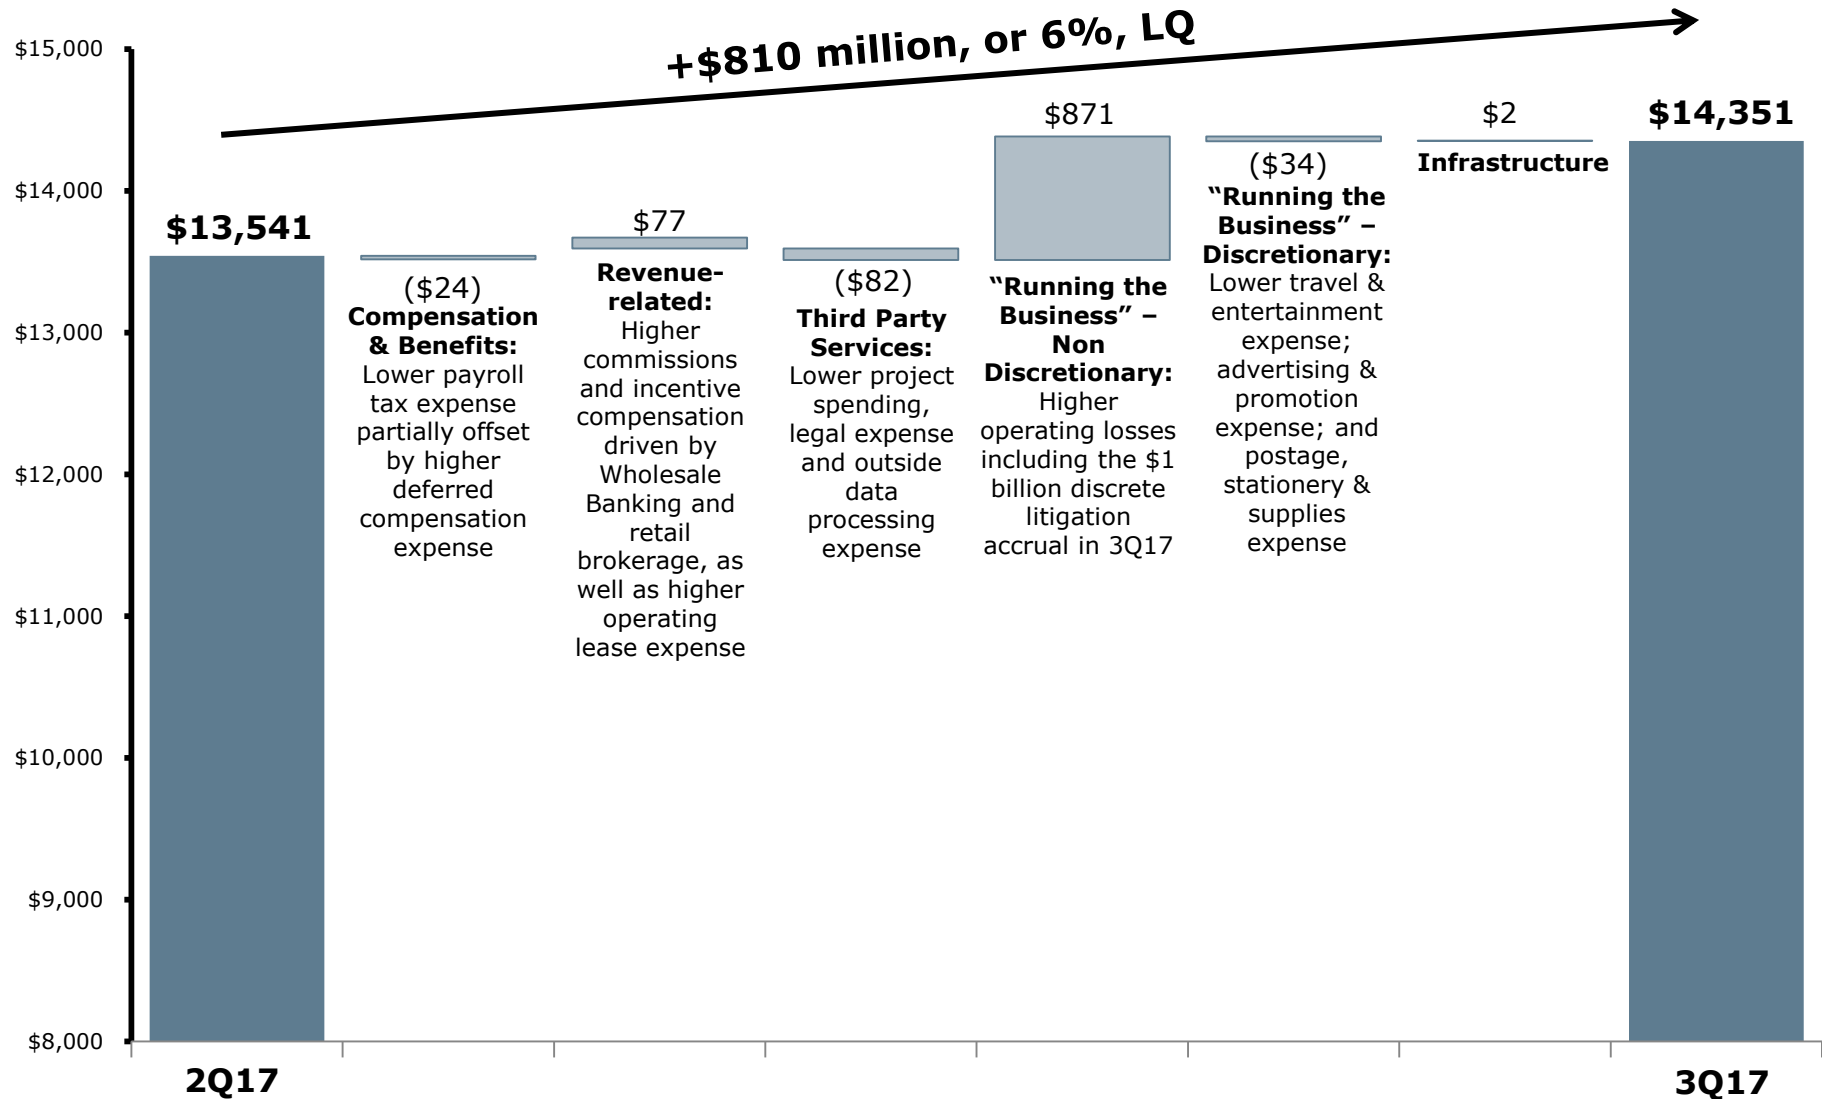 +$810 million, or 6%, LQ
$15,000
$14,000
$13,000
$12,000
$11,000
$10,000
$9,000
$8,000
$13,541
2Q17
($24)
Compensation
& Benefits:
Lower payroll
tax expense
partially offset
by higher
deferred
compensation
expense
$77
Revenue-
related:
Higher
commissions
and incentive
compensation
driven by
Wholesale
Banking and
retail
brokerage, as
well as higher
operating
lease expense
($82)
Third Party
Services:
Lower project
spending,
legal expense
and outside
data
processing
expense
$871
“Running the
Business” –
Non
Discretionary:
Higher
operating losses
including the $1
billion discrete
litigation
accrual in 3Q17
($34)
“Running the
Business” –
Discretionary:
Lower travel &
entertainment
expense;
advertising &
promotion
expense; and
postage,
stationery &
supplies
expense
$2
Infrastructure
$14,351
3Q17